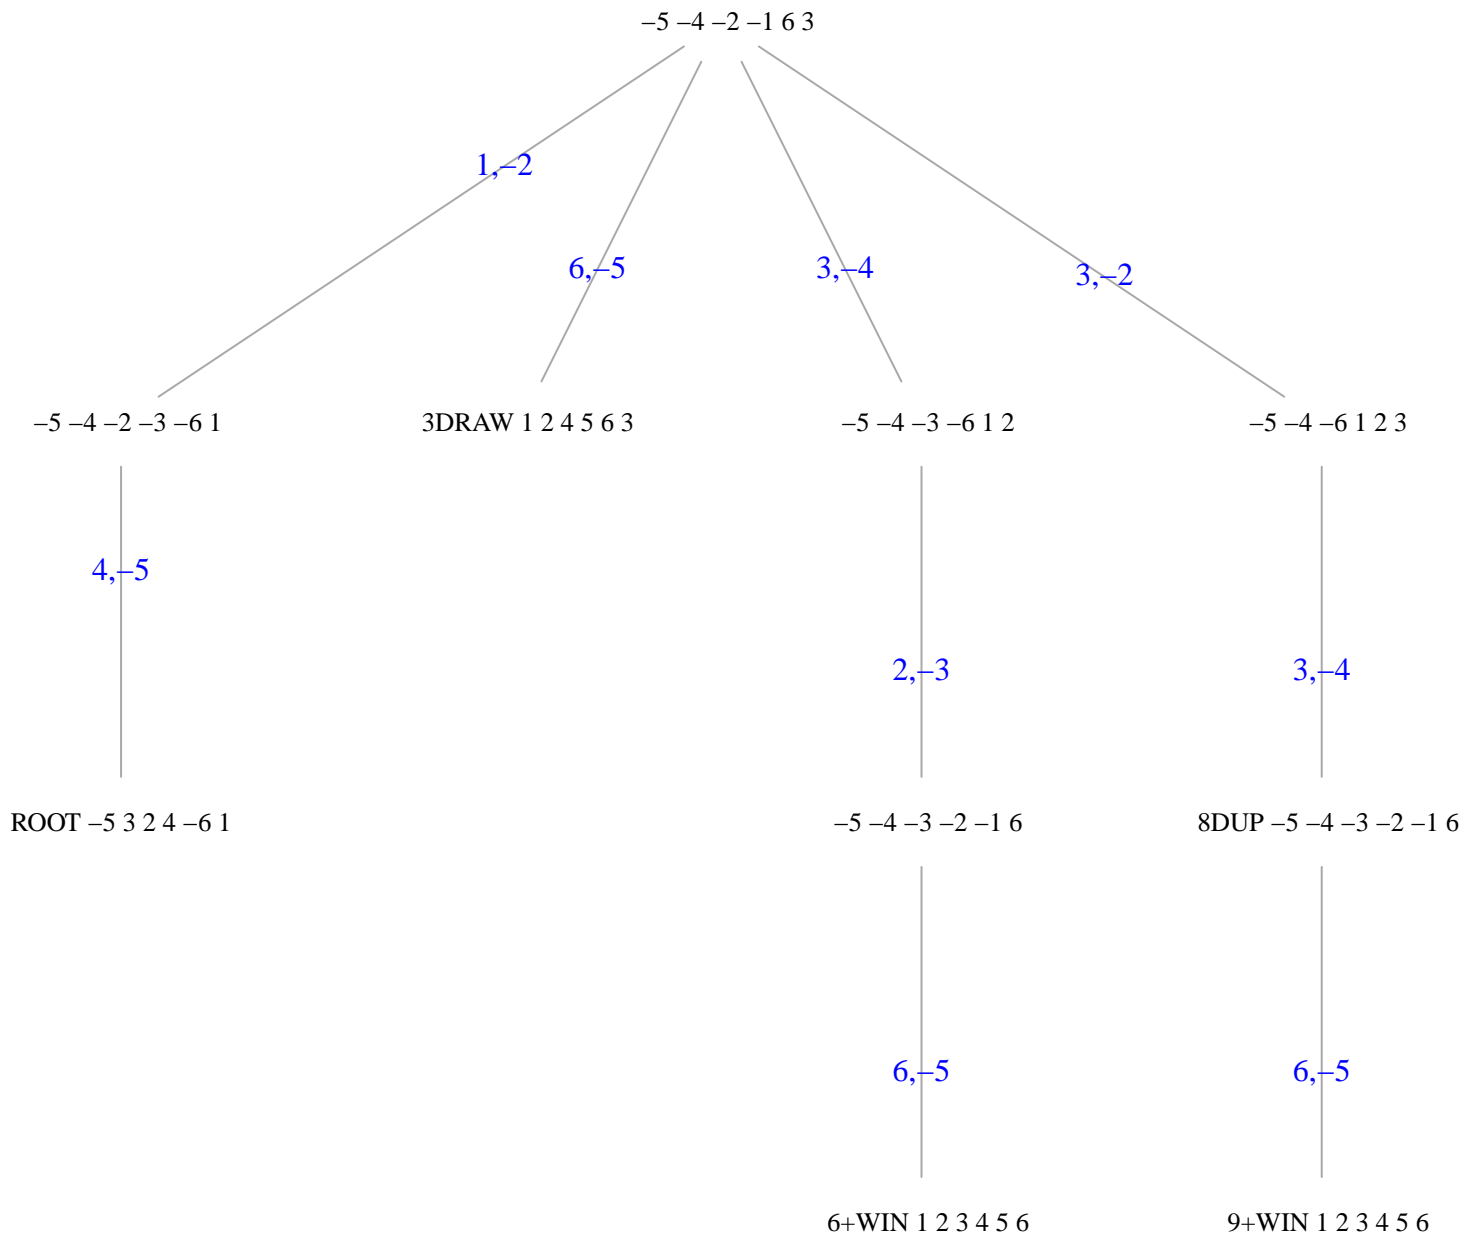 –5 –4 –2 –1 6 3
1,–2
6,–5
3,–4
3,–2
–5 –4 –2 –3 –6 1
3DRAW 1 2 4 5 6 3
–5 –4 –3 –6 1 2
–5 –4 –6 1 2 3
4,–5
2,–3
3,–4
ROOT –5 3 2 4 –6 1
–5 –4 –3 –2 –1 6
8DUP –5 –4 –3 –2 –1 6
6,–5
6,–5
6+WIN 1 2 3 4 5 6
9+WIN 1 2 3 4 5 6